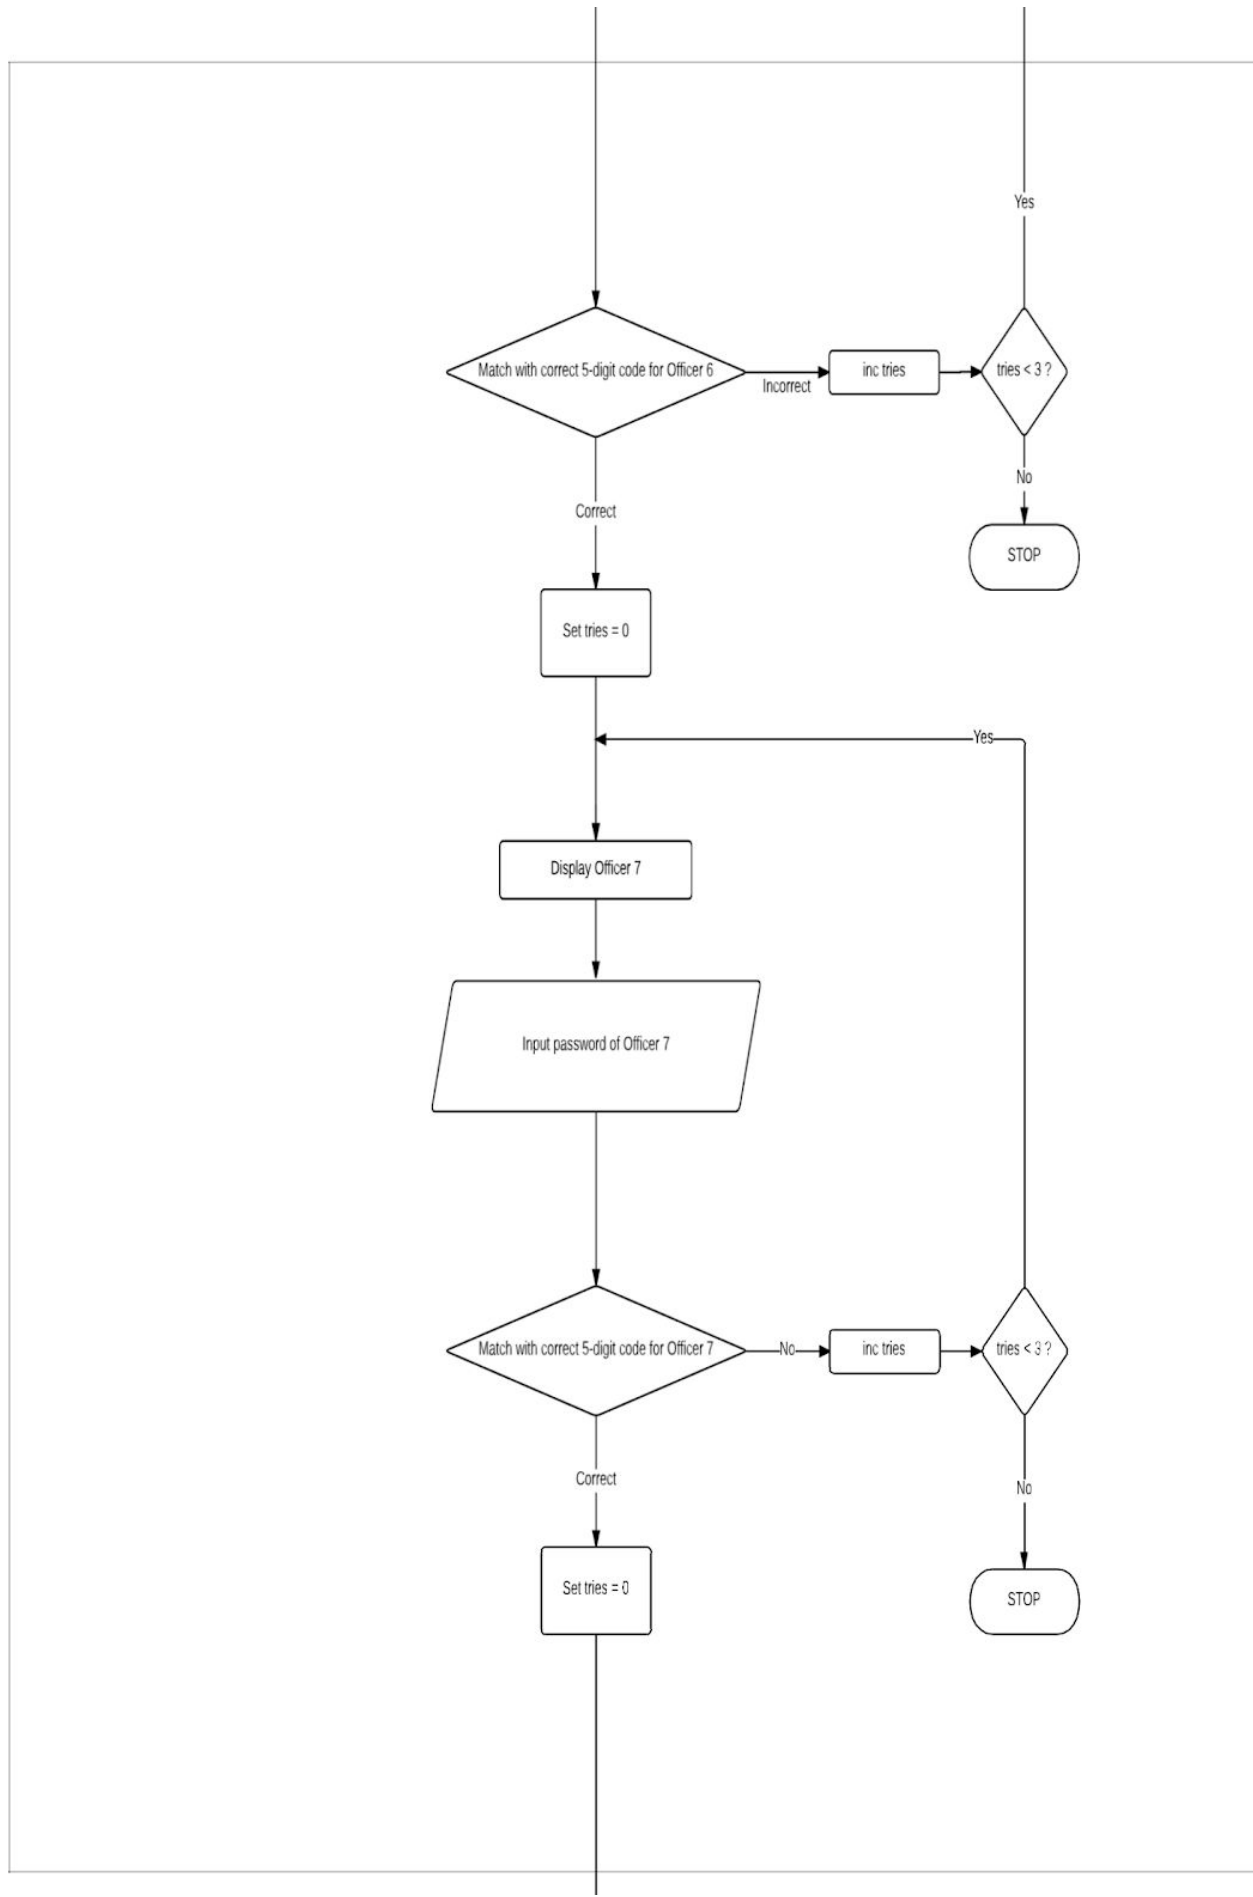 Yes
Match with correct 5-digit code for Officer 6
Incorrect
inc tries
tries < 3 ?
Correct
No
STOP
Set tries = 0
Yes
Display Officer 7
Input password of Officer 7
Match with correct 5-digit code for Officer 7
No
inc tries
tries < 3 ?
Correct
No
Set tries = 0
STOP